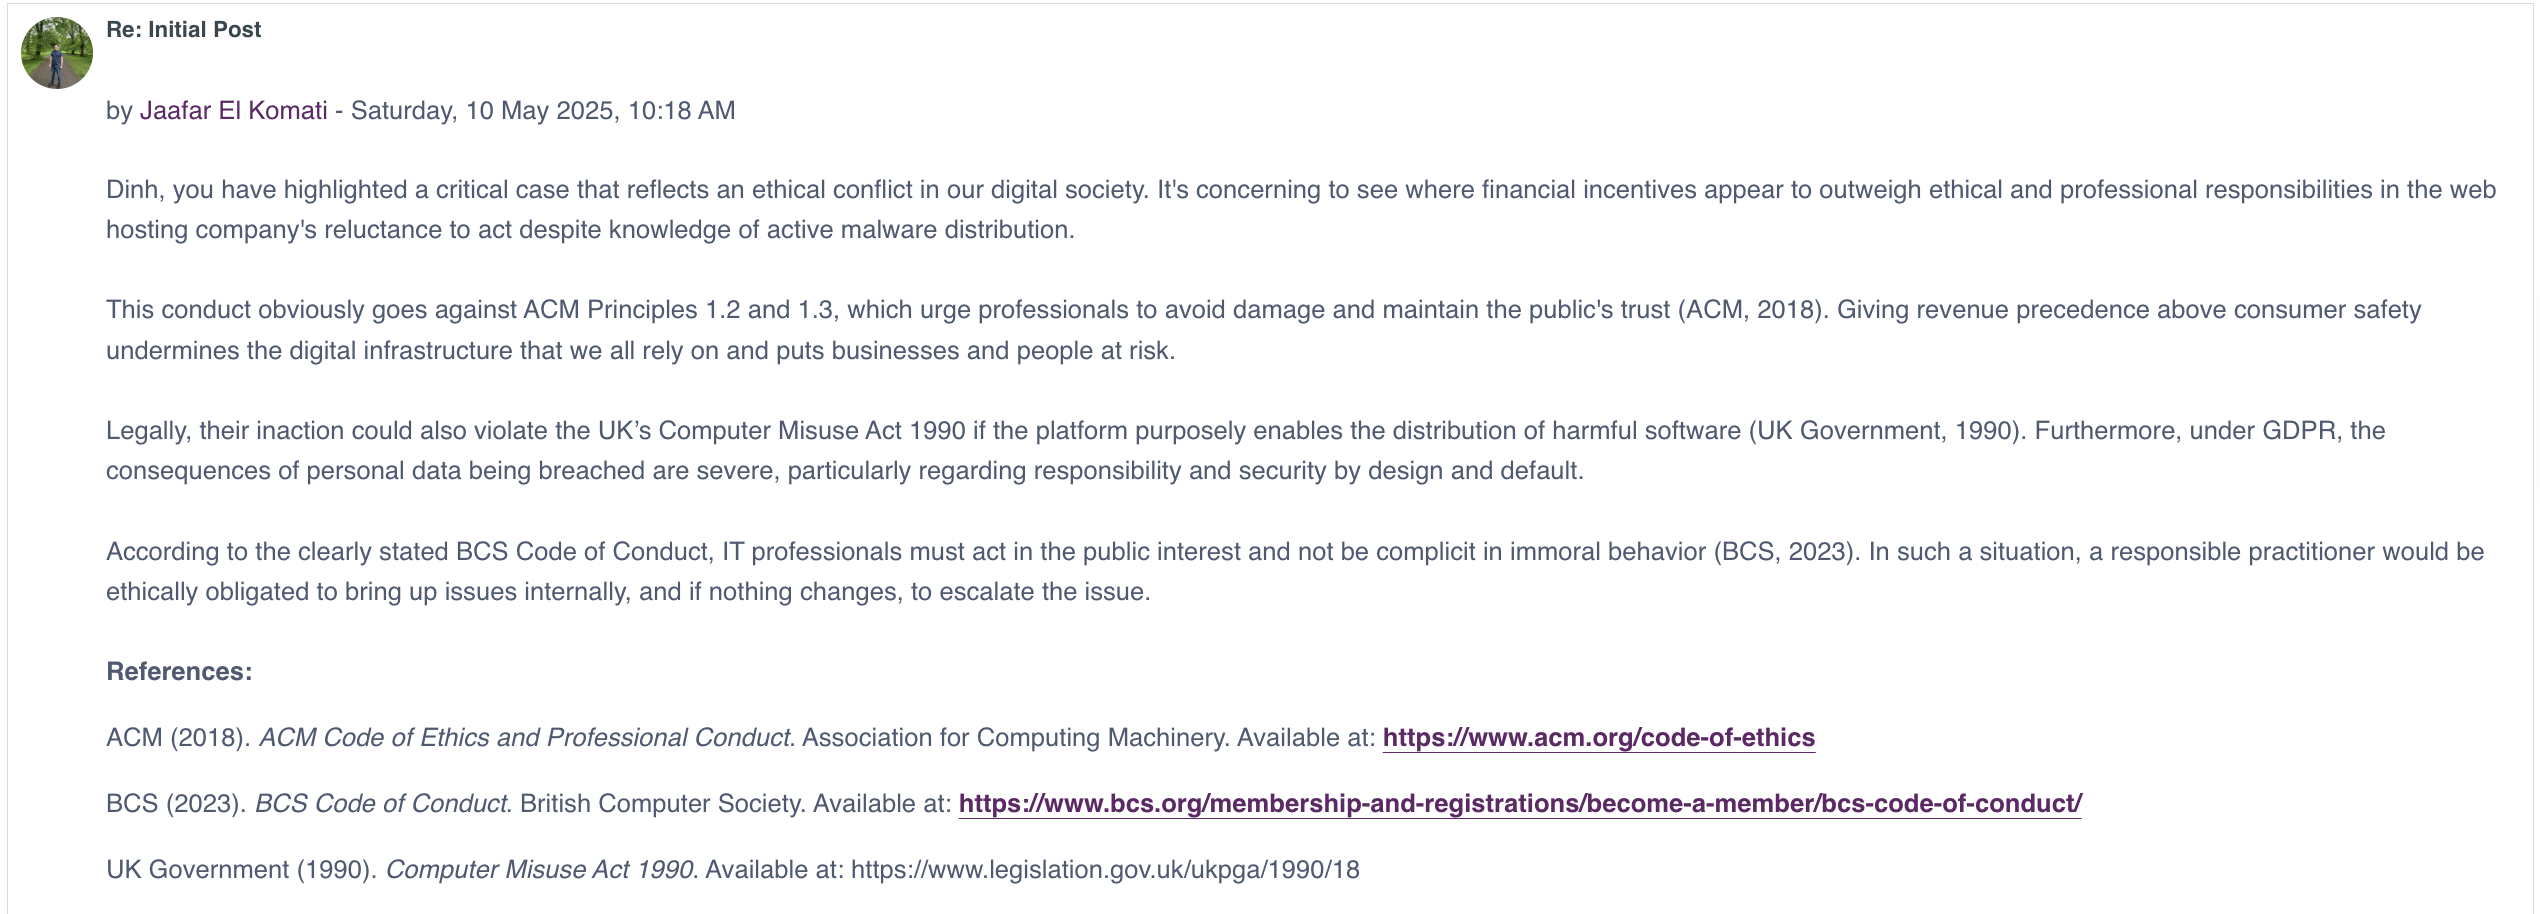 Re: Initial Post
by Jaafar El Komati - Saturday, 10 May 2025, 10:18 AM
Dinh, you have highlighted a critical case that reflects an ethical conflict in our digital society. It's concerning to see where financial incentives appear to outweigh ethical and professional responsibilities in the web
hosting company's reluctance to act despite knowledge of active malware distribution.
This conduct obviously goes against ACM Principles 1.2 and 1.3, which urge professionals to avoid damage and maintain the public's trust (ACM, 2018). Giving revenue precedence above consumer safety
undermines the digital infrastructure that we all rely on and puts businesses and people at risk.
Legally, their inaction could also violate the UK’s Computer Misuse Act 1990 if the platform purposely enables the distribution of harmful software (UK Government, 1990). Furthermore, under GDPR, the
consequences of personal data being breached are severe, particularly regarding responsibility and security by design and default.
According to the clearly stated BCS Code of Conduct, IT professionals must act in the public interest and not be complicit in immoral behavior (BCS, 2023). In such a situation, a responsible practitioner would be
ethically obligated to bring up issues internally, and if nothing changes, to escalate the issue.
References:
ACM (2018). ACM Code of Ethics and Professional Conduct. Association for Computing Machinery. Available at: https://www.acm.org/code-of-ethics
BCS (2023). BCS Code of Conduct. British Computer Society. Available at: https://www.bcs.org/membership-and-registrations/become-a-member/bcs-code-of-conduct/
UK Government (1990). Computer Misuse Act 1990. Available at: https://www.legislation.gov.uk/ukpga/1990/18